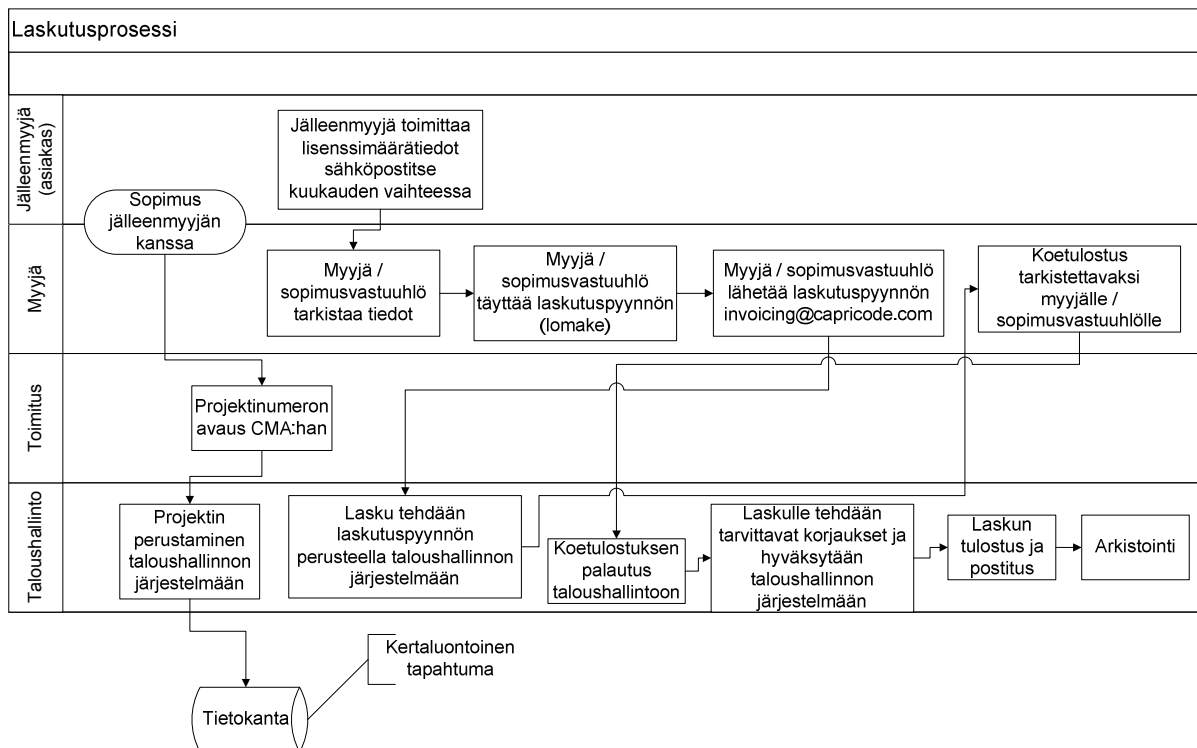 Laskutusprosessi
Jälleenmyyjä
(asiakas)
Jälleenmyyjä toimittaa
lisenssimäärätiedot
sähköpostitse
kuukauden vaihteessa
Sopimus
jälleenmyyjän
kanssa
Myyjä
Myyjä /
sopimusvastuuhlö
tarkistaa tiedot
Myyjä /
sopimusvastuuhlö
täyttää laskutuspyynnön
(lomake)
Myyjä / sopimusvastuuhlö
lähetää laskutuspyynnön
invoicing@capricode.com
Koetulostus
tarkistettavaksi
myyjälle /
sopimusvastuuhlölle
Toimitus
Projektinumeron
avaus CMA:han
Taloushallinto
Projektin
perustaminen
taloushallinnon
järjestelmään
Lasku tehdään
laskutuspyynnön
perusteella taloushallinnon
järjestelmään
Koetulostuksen
palautus
taloushallintoon
Laskulle tehdään
tarvittavat korjaukset ja
hyväksytään
taloushallinnon
järjestelmään
Laskun
tulostus ja
postitus
Arkistointi
Kertaluontoinen
tapahtuma
Tietokanta